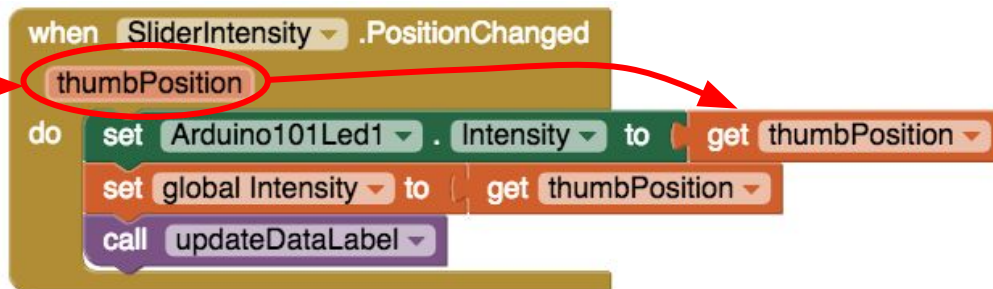 when SliderIntensity .PositionChanged
thumbPosition
do set Arduino101Led1 . Intensity to get thumbPosition
set global Intensity to get thumbPosition
call updateDataLabel